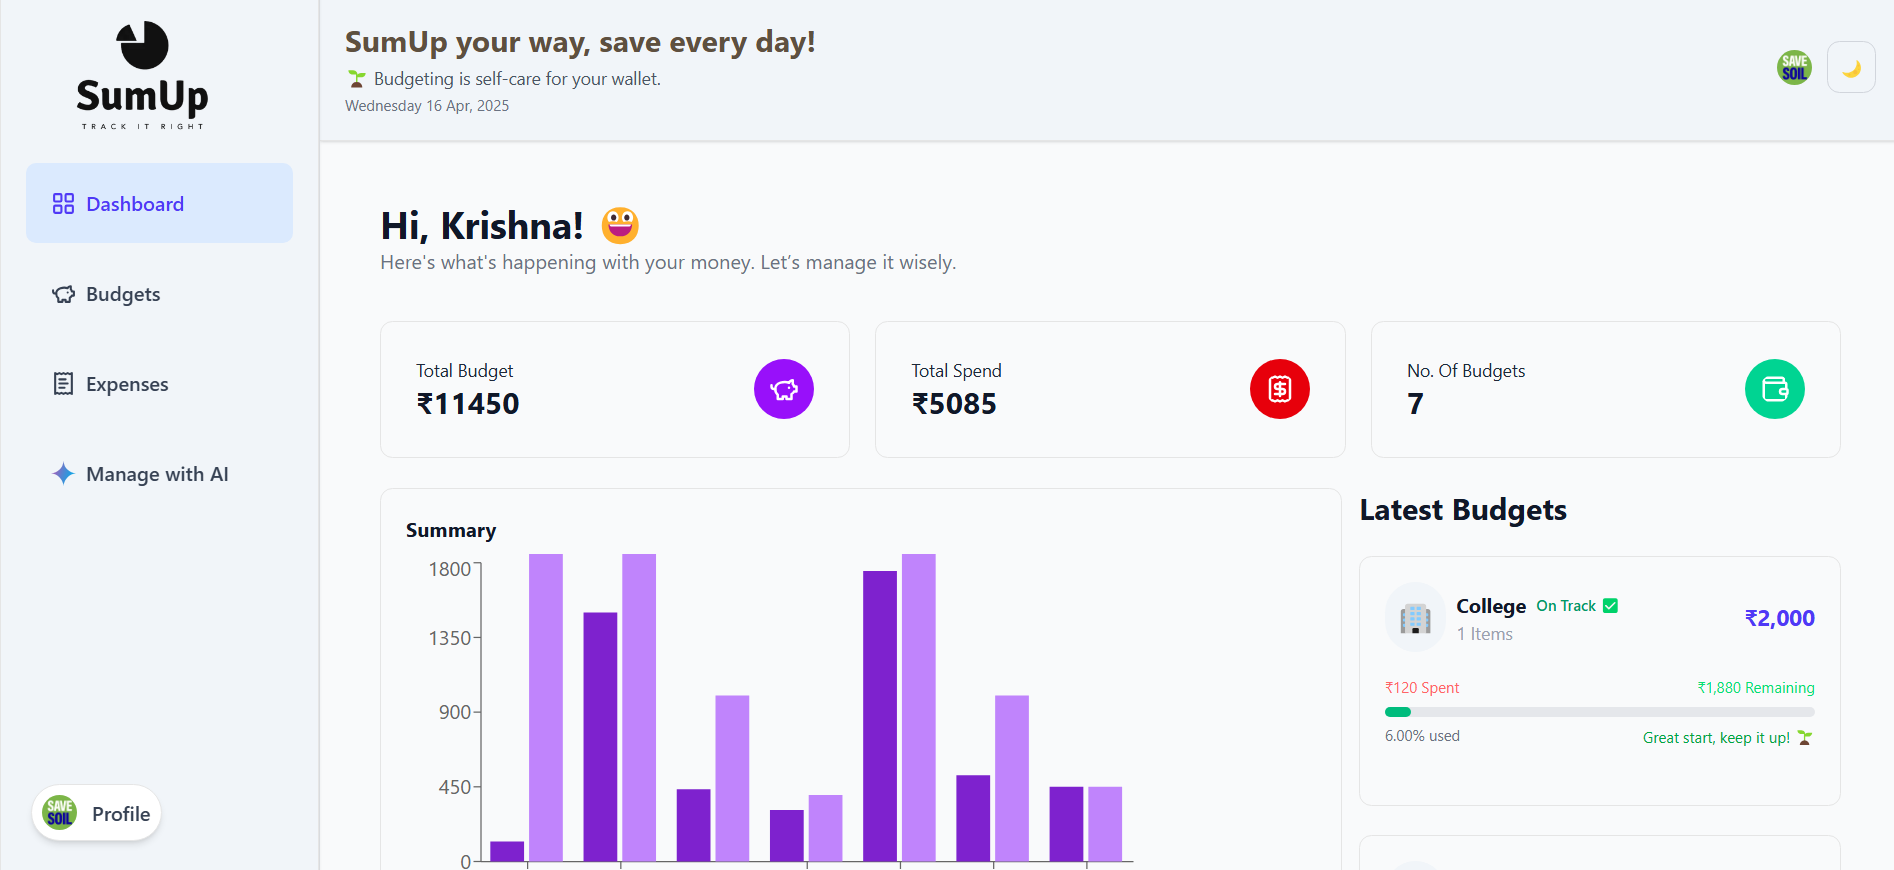 SumUp
TRACK IT RIGHT
Dashboard
Budgets
Expenses
Manage with AI
SAVE
SOIL
Profile
SumUp your way, save every day!
🌱 Budgeting is self-care for your wallet.
Wednesday 16 Apr, 2025
SAVE
SOIL
Hi, Krishna! 😀
Here's what's happening with your money. Let’s manage it wisely.
Total Budget
₹11450
Total Spend
₹5085
No. Of Budgets
7
Summary
1800
1350
900
450
0
Latest Budgets
College On Track ✅
1 Items
₹2,000
₹120 Spent ₹1,880 Remaining
6.00% used Great start, keep it up! 🌱